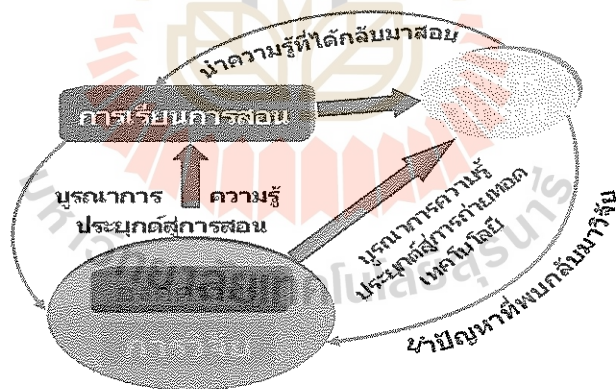 นำความรู้ที่ได้กลับมาสอน
การเรียนการสอน
บูรณาการ ความรู้
ประยุกต์สู่การสอน
บูรณาการความรู้
ประยุกต์สู่การถ่ายทอด
เทคโนโลยี
นำปัญหาที่พบกลับมาวิจัย